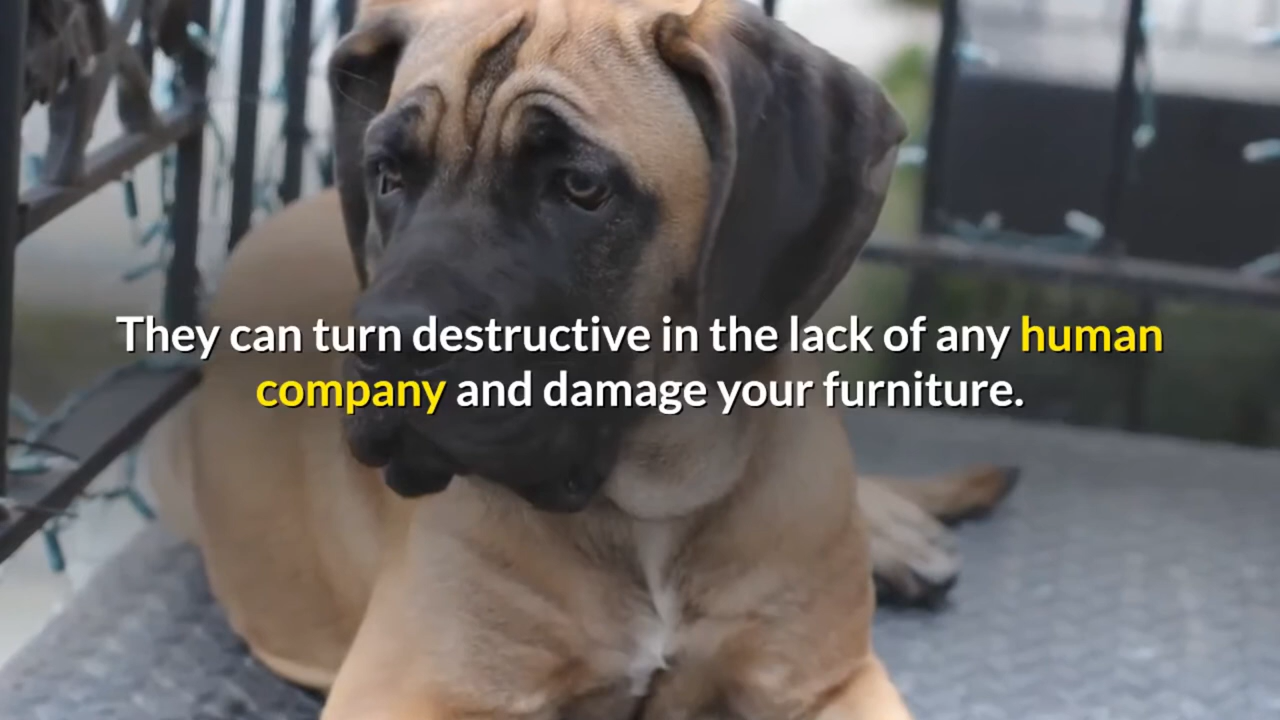 They can turn destructive in the lack of any human
company and damage your furniture.